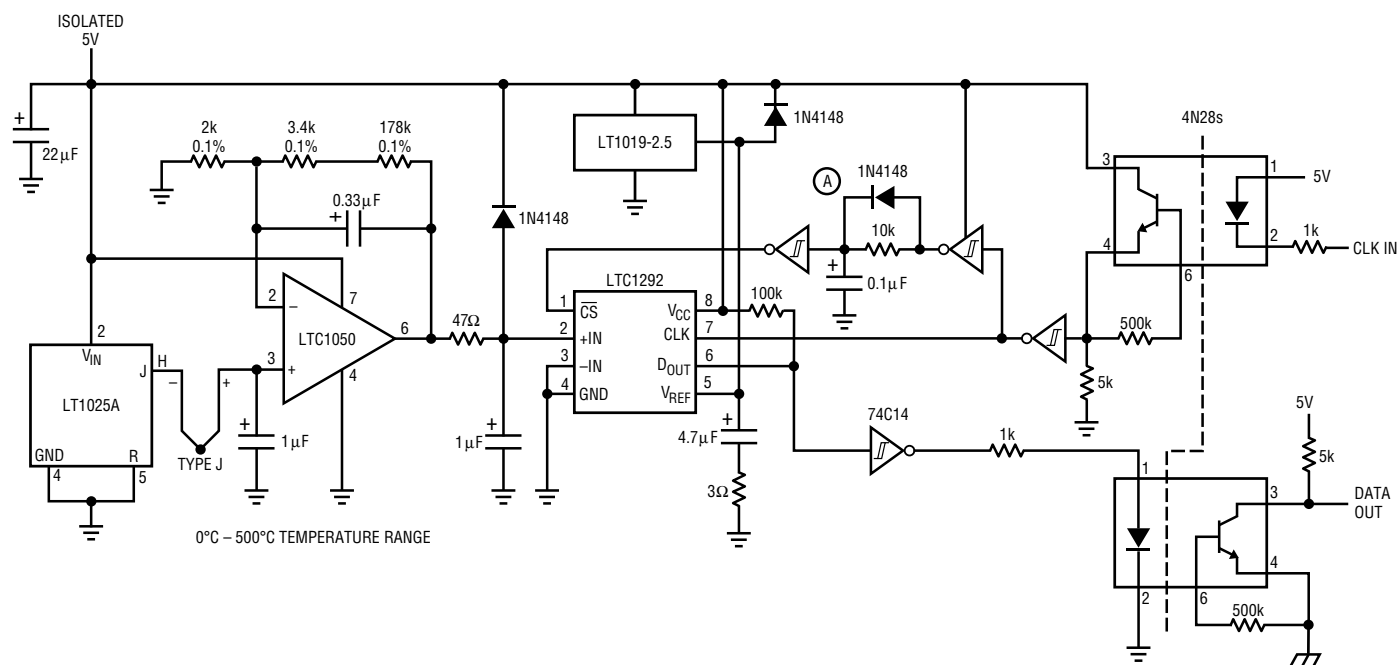 ISOLATED
5V
+
22µF
2k
0.1%
3.4k
0.1%
178k
0.1%
0.33µF
+
1N4148
LT1019-2.5
1N4148
A
1N4148
10k
+
0.1µF
4N28s
3
4
6
1
2
5V
1k
CLK IN
500k
5k
2
VIN
J
H
LT1025A
GND
R
4
5
–
+
TYPE J
+
1µF
2
–
3
+
LTC1050
7
6
4
47Ω
+
1µF
LTC1292
1
CS
2
+IN
3
–IN
4
GND
VCC
8
CLK
7
DOUT
6
VREF
5
100k
+
4.7µF
3Ω
74C14
1k
5V
5k
1
2
3
4
6
DATA
OUT
500k
0°C – 500°C TEMPERATURE RANGE